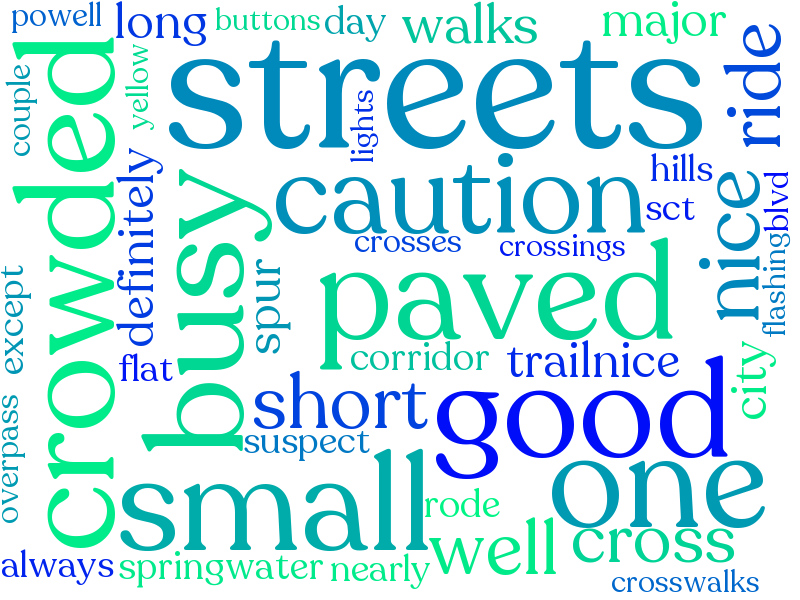 powell
long
buttons
day
walks
major
couple
crowded
yellow
streets
lights
ride
definitely
busy
caution
hills
sct
nice
blvd
flashing
crosses
crossings
except
spur
paved
flat
corridor
trailnice
city
overpass
short
suspect
good
small
one
rode
well
cross
always
springwater
nearly
crosswalks